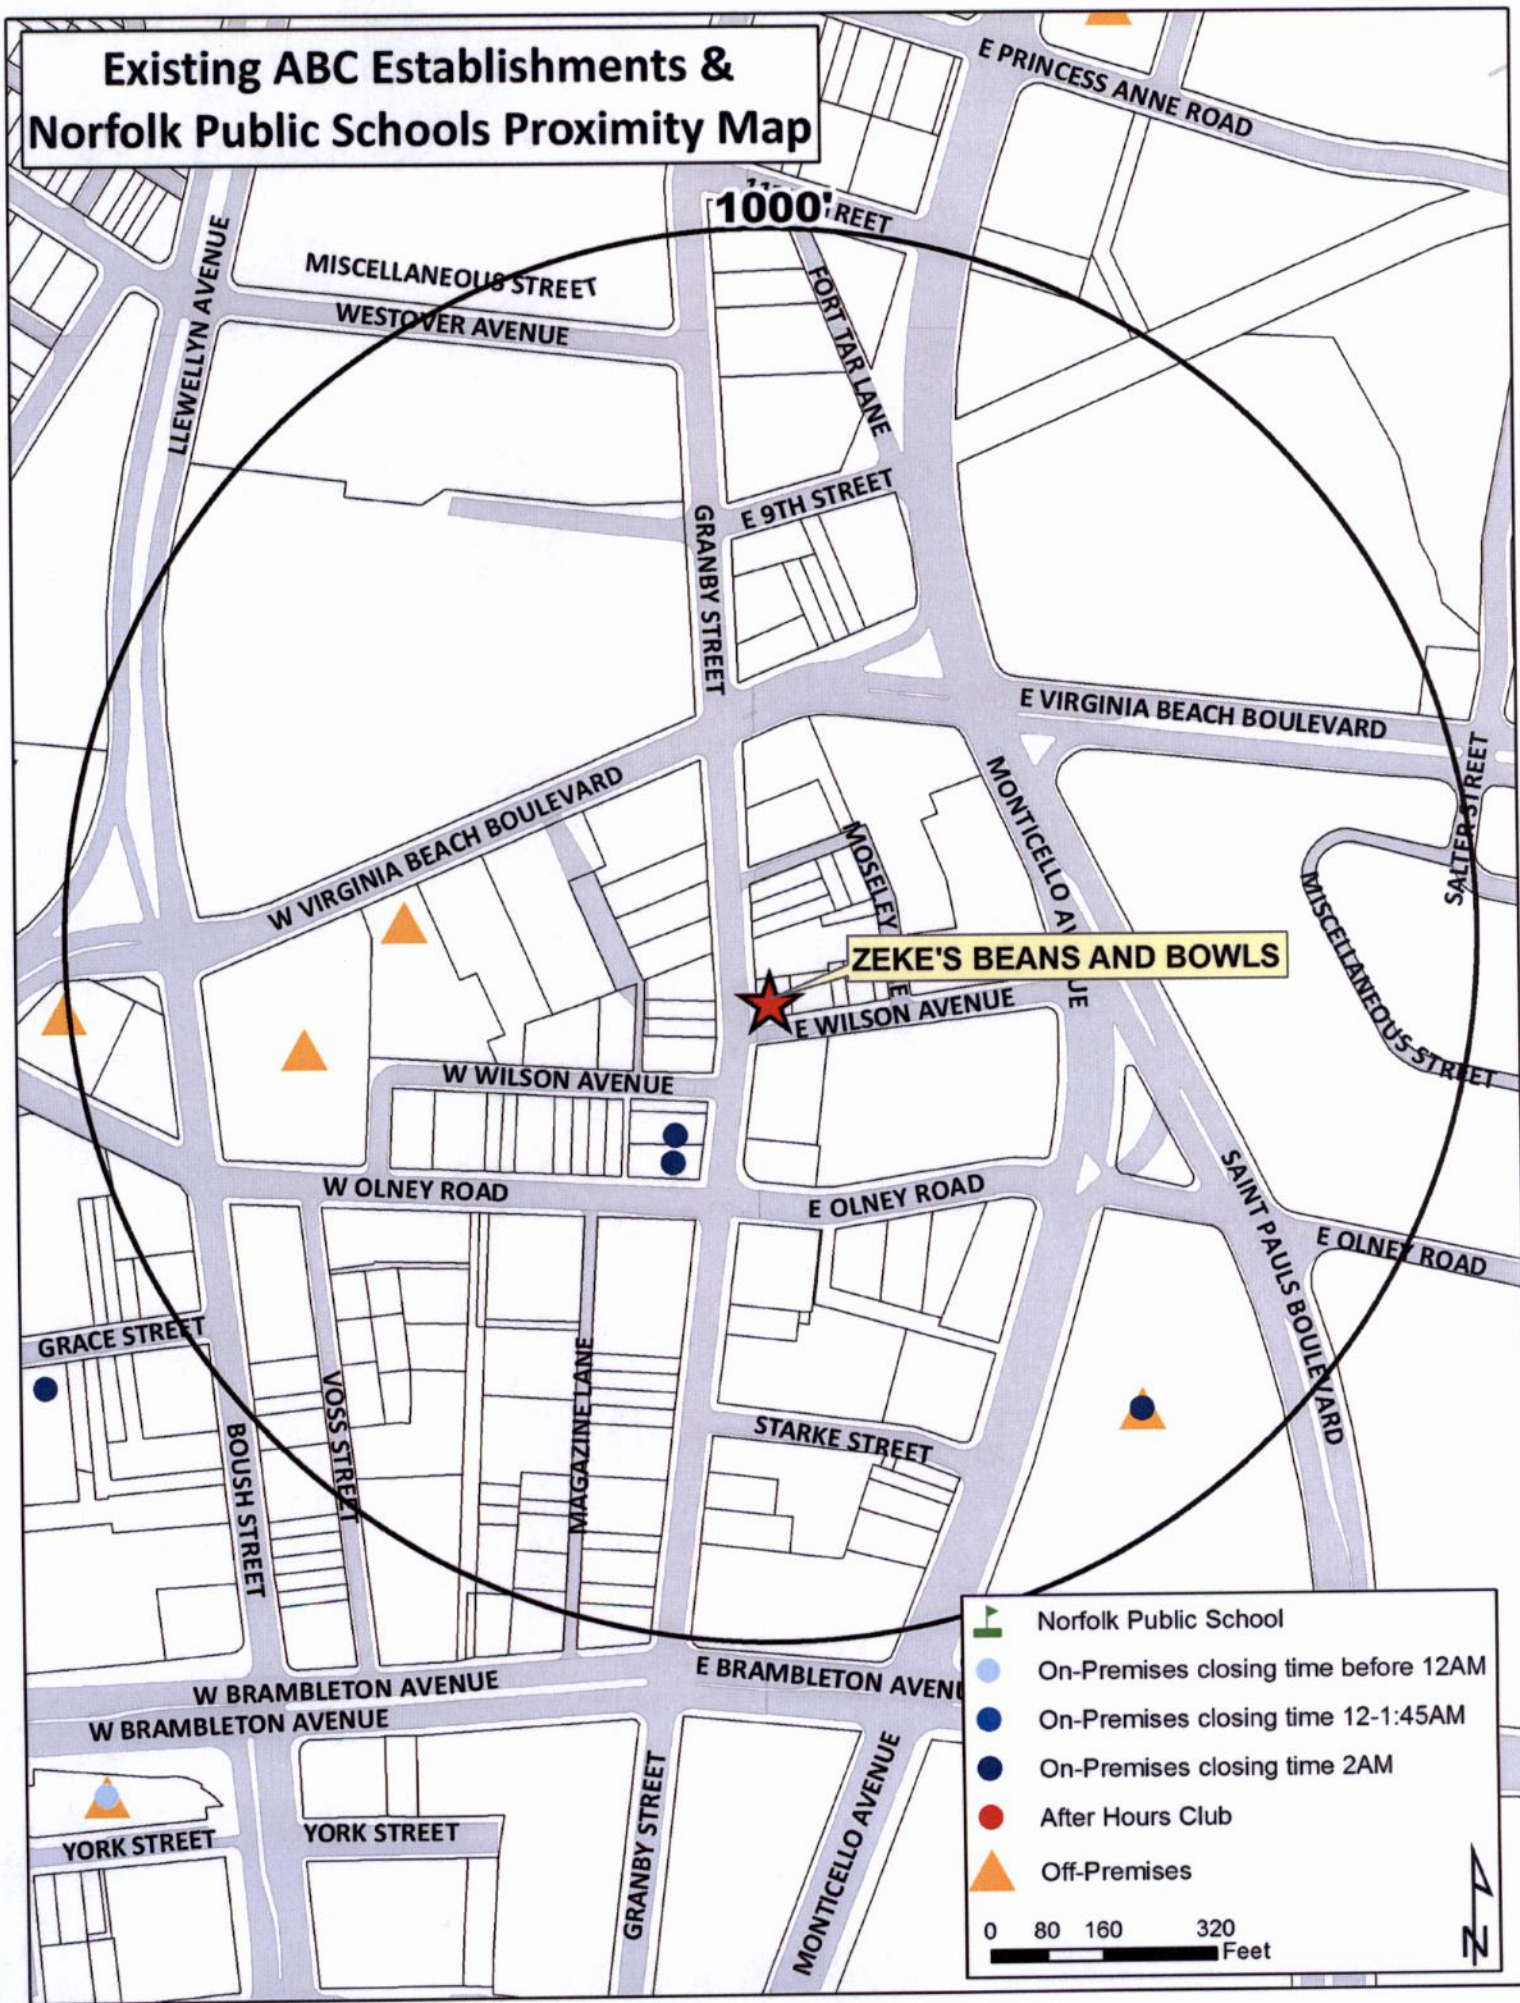 Existing ABC Establishments &
Norfolk Public Schools Proximity Map
E PRINCESS ANNE ROAD
1000'
MISCELLANEOUS STREET
WESTOVER AVENUE
LLEWELLYN AVENUE
FORT TAR LANE
E 9TH STREET
GRANBY STREET
E VIRGINIA BEACH BOULEVARD
W VIRGINIA BEACH BOULEVARD
MONTICELLO
SALTER STREET
MOSELEY
MISCELLANEOUS STREET
ZEKE'S BEANS AND BOWLS
E WILSON AVENUE
W WILSON AVENUE
W OLNEY ROAD
E OLNEY ROAD
SAINT PAULS BOULEVARD
E OLNEY ROAD
GRACE STREET
VOSS STREET
MAGAZINE LANE
BOUSH STREET
STARKE STREET
W BRAMBLETON AVENUE
E BRAMBLETON AVENU
W BRAMBLETON AVENUE
YORK STREET
YORK STREET
GRANBY STREET
MONTICELLO AVENUE
Norfolk Public School
On-Premises closing time before 12AM
On-Premises closing time 12-1:45AM
On-Premises closing time 2AM
After Hours Club
Off-Premises
0 80 160 320
Feet
N